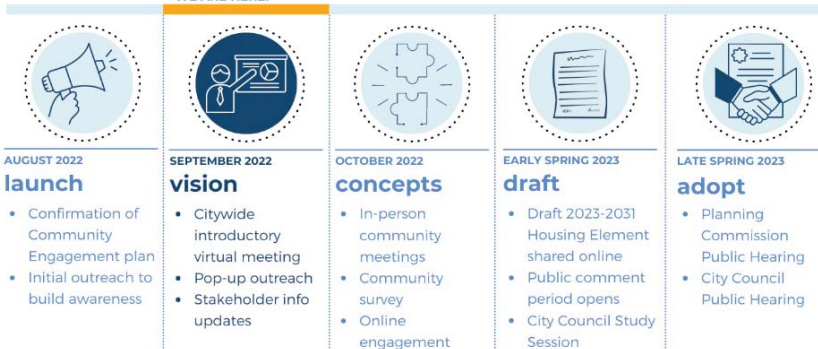 AUGUST 2022
launch
• Confirmation of
Community
Engagement plan
• Initial outreach to
build awareness
SEPTEMBER 2022
vision
• Citywide
introductory
virtual meeting
• Pop-up outreach
• Stakeholder info
updates
OCTOBER 2022
concepts
• In-person
community
meetings
• Community
survey
• Online
engagement
EARLY SPRING 2023
draft
• Draft 2023-2031
Housing Element
shared online
• Public comment
period opens
• City Council Study
Session
LATE SPRING 2023
adopt
• Planning
Commission
Public Hearing
• City Council
Public Hearing